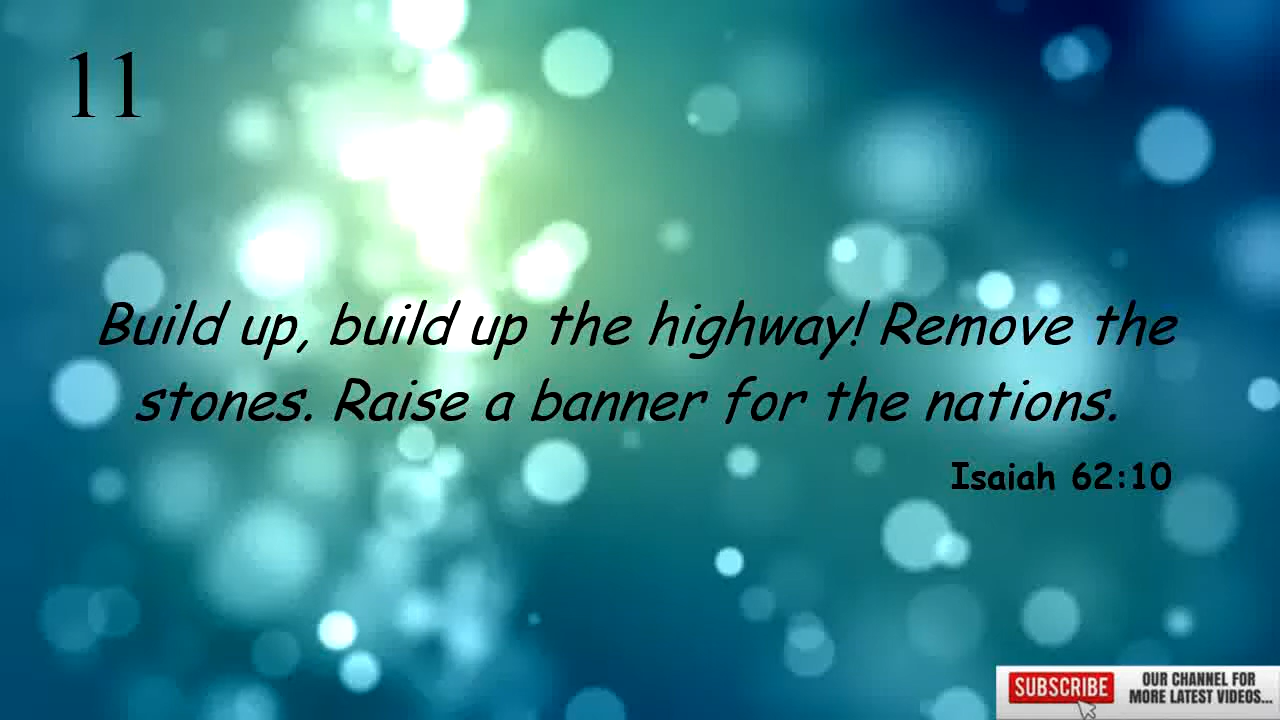 11
Build up, build up the highway! Remove the
stones. Raise a banner for the nations.
Isaiah 62:10
SUBSCRIBE
OUR CHANNEL FOR
MORE LATEST VIDEOS...